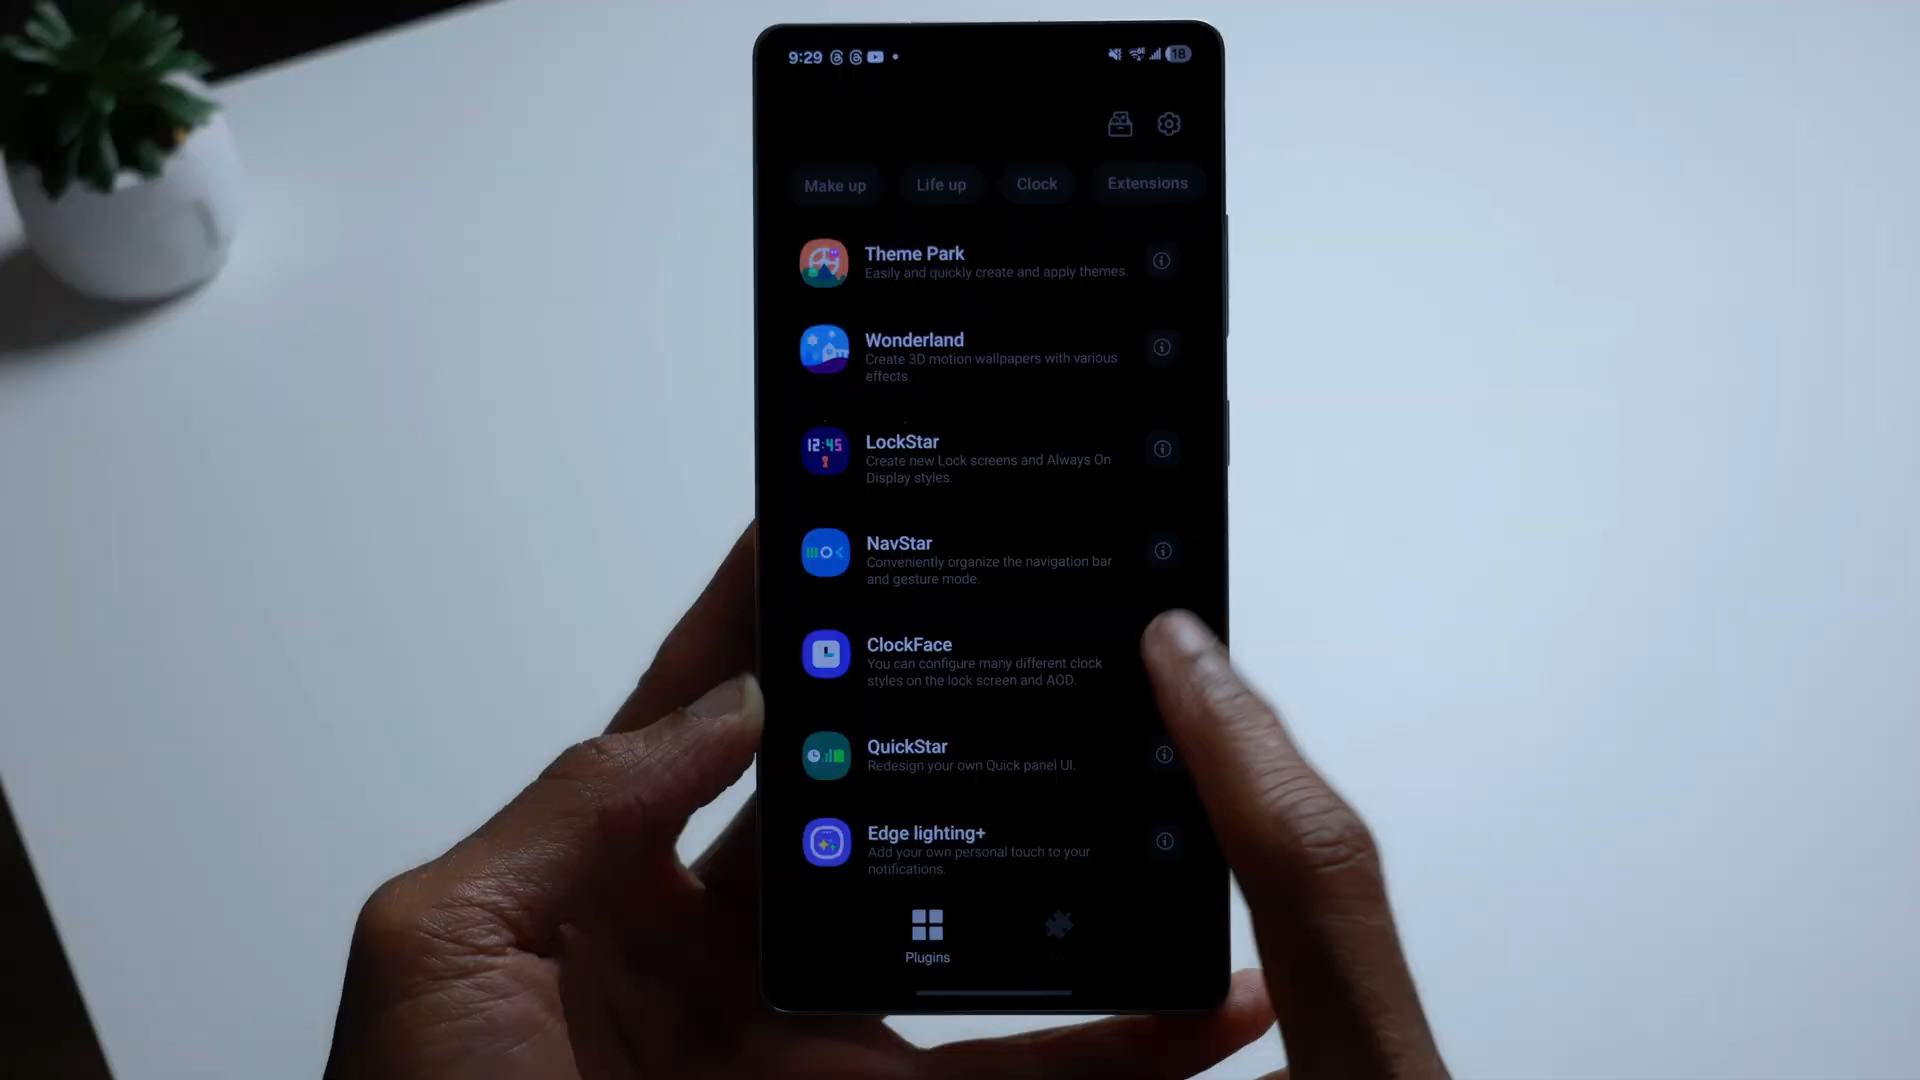 9:29
18
Make up
Life up
Clock
Extensions
Theme Park
Easily and quickly create and apply themes.
Wonderland
Create 3D motion wallpapers with various
effects.
12:45
LockStar
Create new Lock screens and Always On
Display styles.
NavStar
Conveniently organize the navigation bar
and gesture mode.
ClockFace
You can configure many different clock
styles on the lock screen and AOD.
QuickStar
Redesign your own Quick panel UI.
Edge lighting+
Add your own personal touch to your
notifications.
Plugins